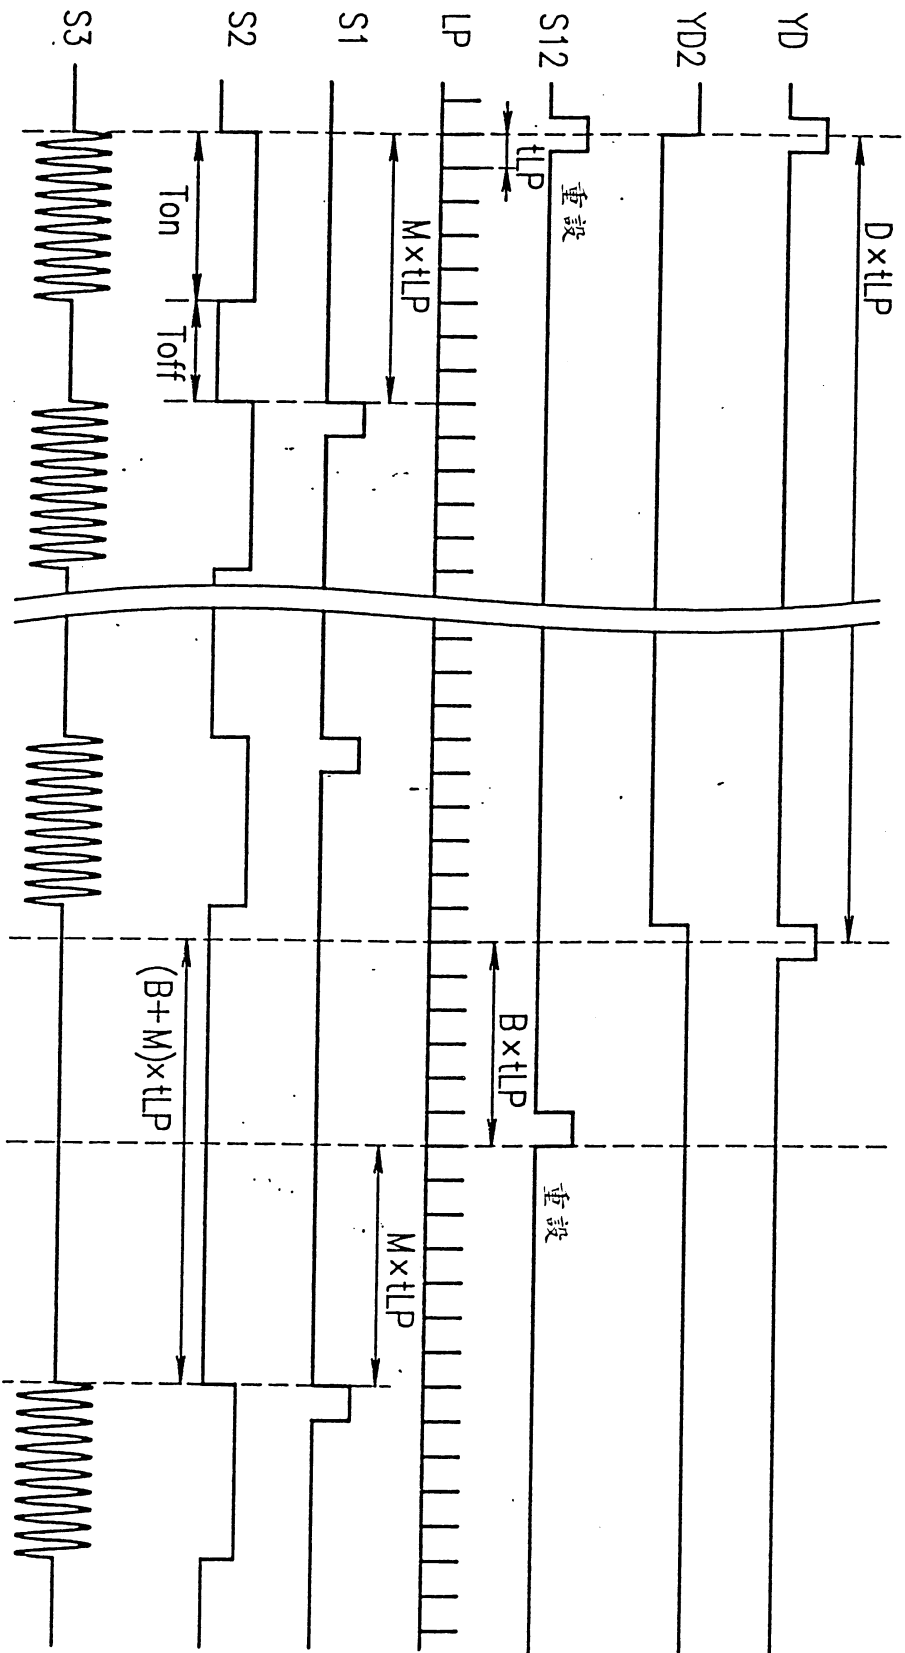 YD
D×tLP
YD2
S12
重設
重設
tLP
B×tLP
LP
M×tLP
M×tLP
S1
S2
Ton
Toff
(B+M)×tLP
S3